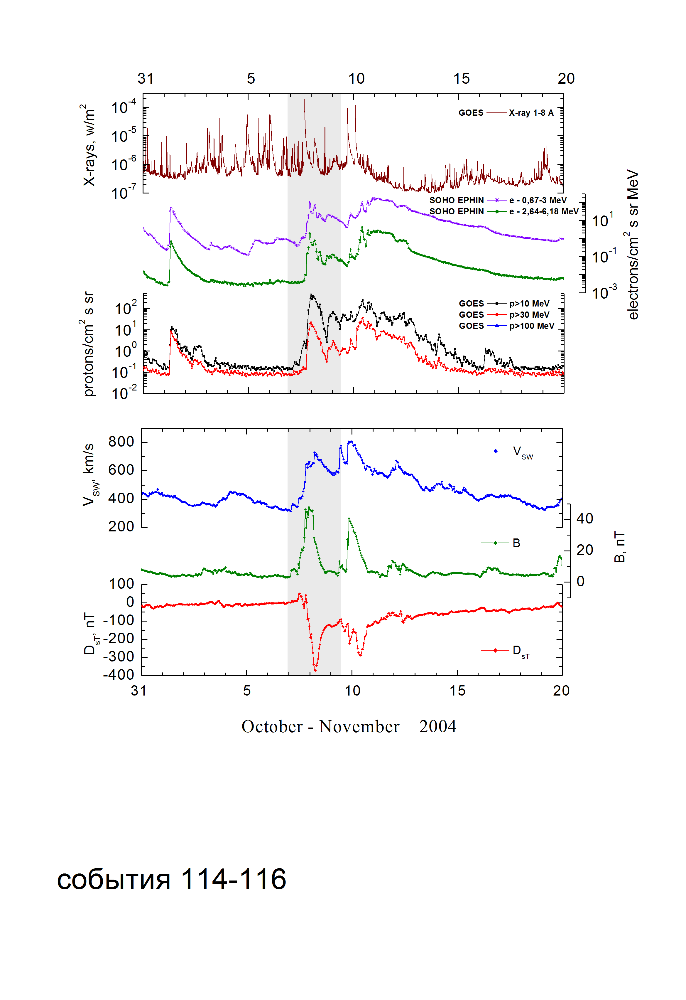 31 5 10 15 20
X-rays, w/m²
10⁻⁴
10⁻⁵
10⁻⁶
10⁻⁷
GOES X-ray 1-8 A
SOHO EPHIN e - 0,67-3 MeV
SOHO EPHIN e - 2,64-6,18 MeV
electrons/cm² s sr MeV
10¹
10⁻¹
10⁻³
protons/cm² s sr
10²
10¹
10⁰
10⁻¹
10⁻²
GOES p>10 MeV
GOES p>30 MeV
GOES p>100 MeV
V_SW, km/s
800
600
400
200
V_SW
B
B, nT
40
20
0
D_sT, nT
100
0
-100
-200
-300
-400
D_sT
31 5 10 15 20
October - November 2004
события 114-116